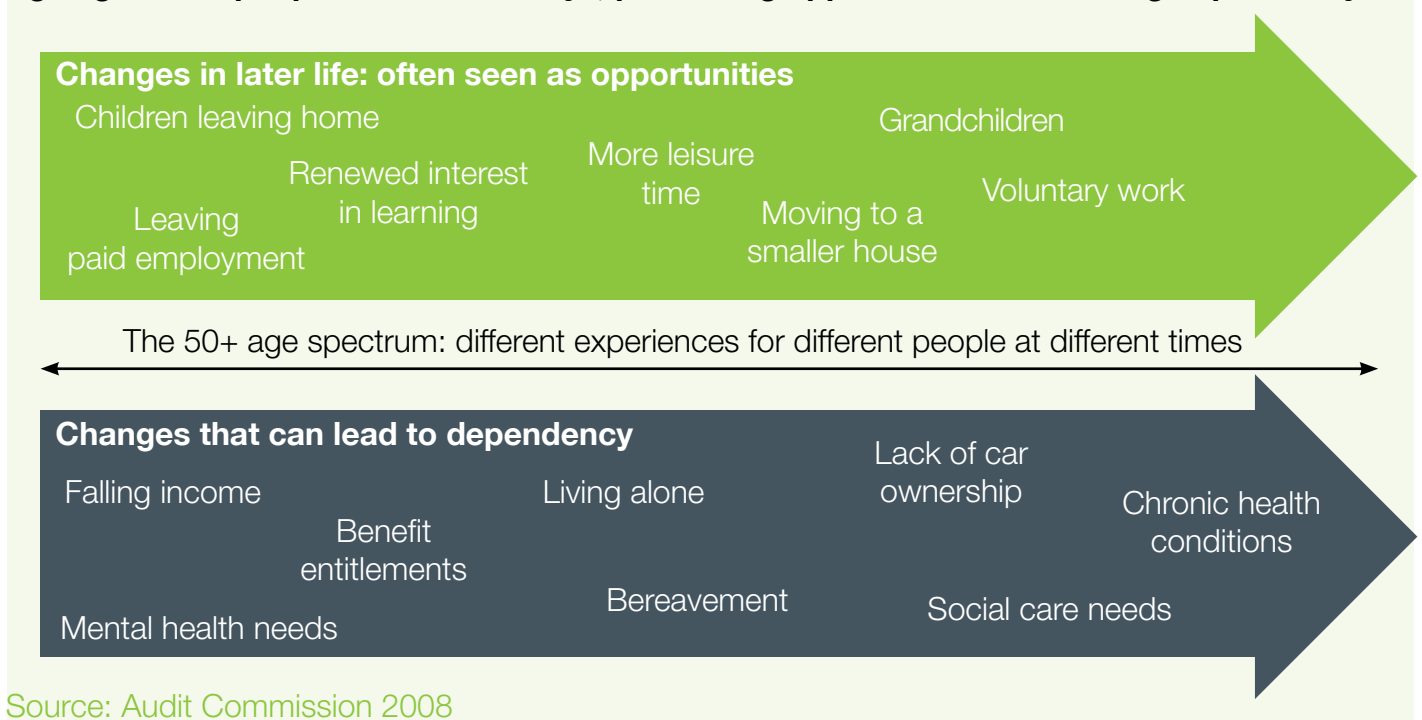 Changes in later life: often seen as opportunities
Children leaving home
Grandchildren
More leisure
time
Renewed interest
in learning
Voluntary work
Leaving
paid employment
Moving to a
smaller house
The 50+ age spectrum: different experiences for different people at different times
Changes that can lead to dependency
Lack of car
ownership
Falling income
Living alone
Chronic health
conditions
Benefit
entitlements
Bereavement
Social care needs
Mental health needs
Source: Audit Commission 2008